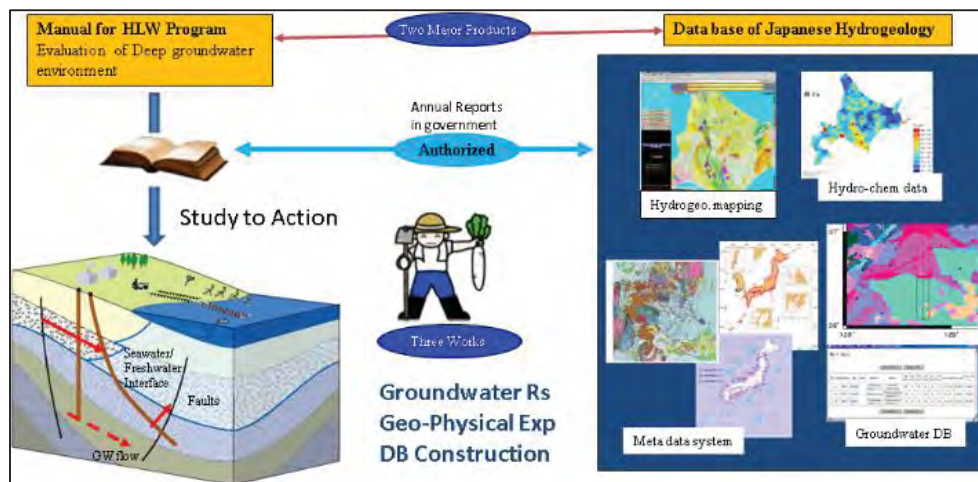 Manual for HLW Program
Evaluation of Deep groundwater
environment
Two Major Products
Data base of Japanese Hydrogeology
Annual Reports
in government
Authorized
Study to Action
Hydrogeo. mapping
Hydro-chem data
Three Works
Seawater/
Freshwater
Interface
Faults
GW flow
Groundwater Rs
Geo-Physical Exp
DB Construction
Meta data system
Groundwater DB